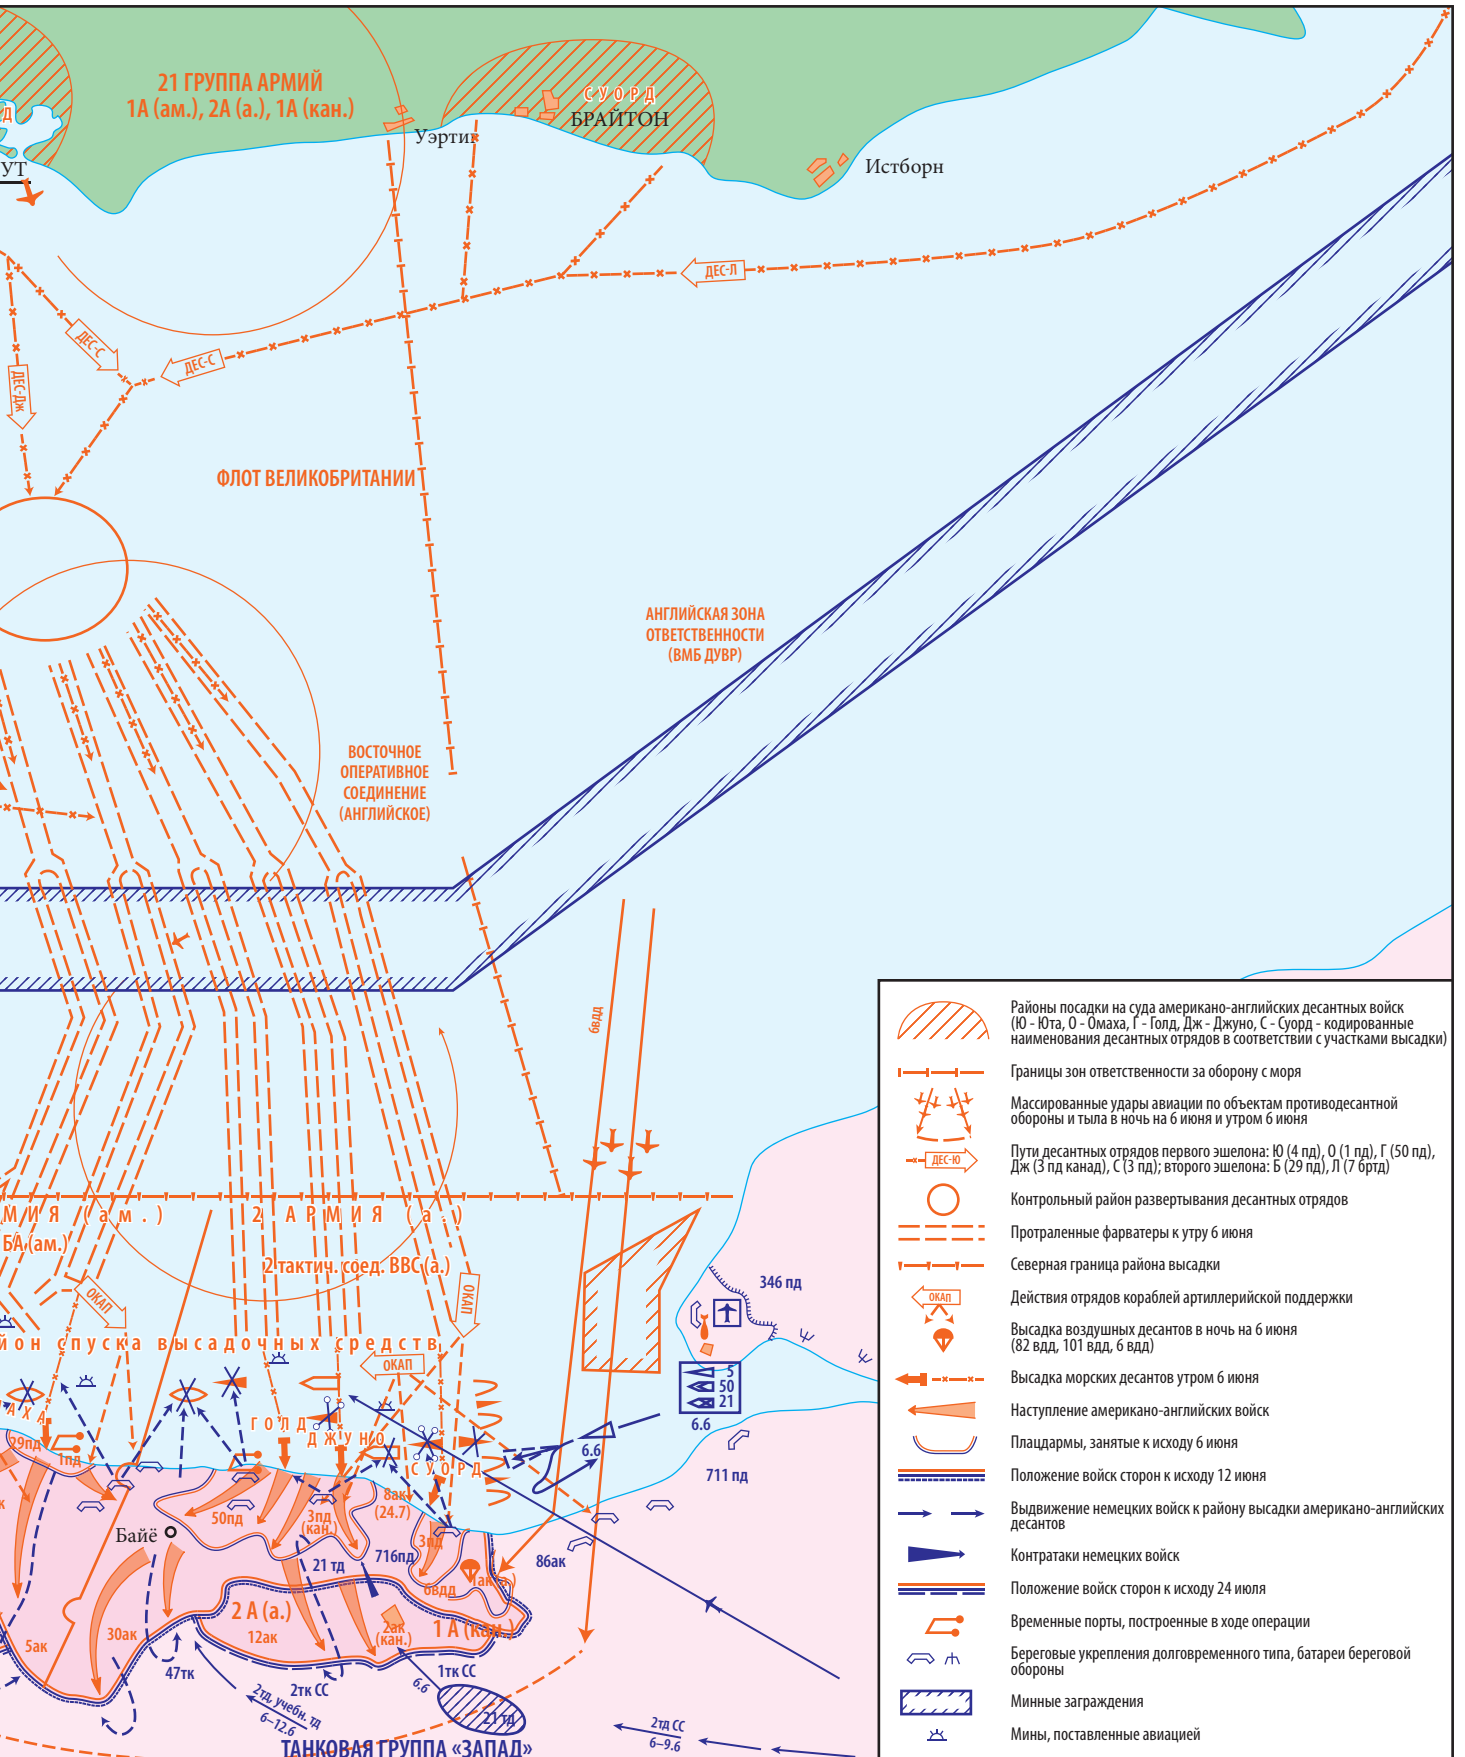 21 ГРУППА АРМИЙ
1А (ам.), 2А (а.), 1А (кан.)
СУОРД
БРАЙТОН
Уэртин
Истборн
Д
УТ
ДЕС-Л
ДЕС-С
ДЕС-С
ДЕС-Дж
ФЛОТ ВЕЛИКОБРИТАНИИ
АНГЛИЙСКАЯ ЗОНА
ОТВЕТСТВЕННОСТИ
(ВМБ ДУВР)
ВОСТОЧНОЕ
ОПЕРАТИВНОЕ
СОЕДИНЕНИЕ
(АНГЛИЙСКОЕ)
6вдд
МИЯ (ам.)
2 АРМИЯ (а.)
БА (ам.)
2 тактич. соед. ВВС (а.)
ОКАП
ОКАП
йон спуска высадочных средств
ОКАП
346 пд
5
50
21
6.6
6.6
711 пд
АХА
ГОЛД
ДЖУНО
СУОРД
29пд
1пд
8ак
(24.7)
50пд
3пд
(кан.)
3пд
Байё
21 тд
716пд
86ак
6вдд
1ак(а.)
2 А (а.)
12ак
2ак
(кан.)
1 А (кан.)
5ак
30ак
47тк
2тк СС
1тк СС
6.6
2тд, учебн. тд
6–12.6
21 тд
2тд СС
6–9.6
ТАНКОВАЯ ГРУППА «ЗАПАД»
Районы посадки на суда американо-английских десантных войск
(Ю - Юта, О - Омаха, Г - Голд, Дж - Джуно, С - Суорд - кодированные
наименования десантных отрядов в соответствии с участками высадки)
Границы зон ответственности за оборону с моря
Массированные удары авиации по объектам противодесантной
обороны и тыла в ночь на 6 июня и утром 6 июня
ДЕС-Ю
Пути десантных отрядов первого эшелона: Ю (4 пд), О (1 пд), Г (50 пд),
Дж (3 пд канад), С (3 пд); второго эшелона: Б (29 пд), Л (7 бртд)
Контрольный район развертывания десантных отрядов
Протраленные фарватеры к утру 6 июня
Северная граница района высадки
ОКАП
Действия отрядов кораблей артиллерийской поддержки
Высадка воздушных десантов в ночь на 6 июня
(82 вдд, 101 вдд, 6 вдд)
Высадка морских десантов утром 6 июня
Наступление американо-английских войск
Плацдармы, занятые к исходу 6 июня
Положение войск сторон к исходу 12 июня
Выдвижение немецких войск к району высадки американо-английских
десантов
Контратаки немецких войск
Положение войск сторон к исходу 24 июля
Временные порты, построенные в ходе операции
Береговые укрепления долговременного типа, батареи береговой
обороны
Минные заграждения
Мины, поставленные авиацией